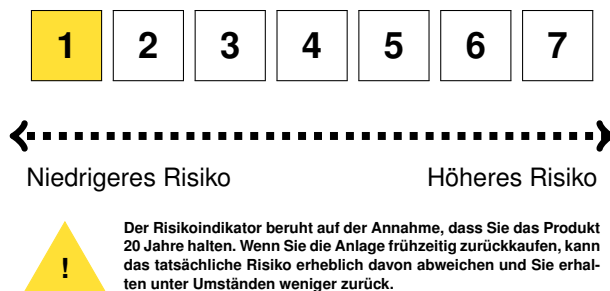 1 2 3 4 5 6 7
Niedrigeres Risiko Höheres Risiko
Der Risikoindikator beruht auf der Annahme, dass Sie das Produkt
20 Jahre halten. Wenn Sie die Anlage frühzeitig zurückkaufen, kann
das tatsächliche Risiko erheblich davon abweichen und Sie erhal-
ten unter Umständen weniger zurück.
!